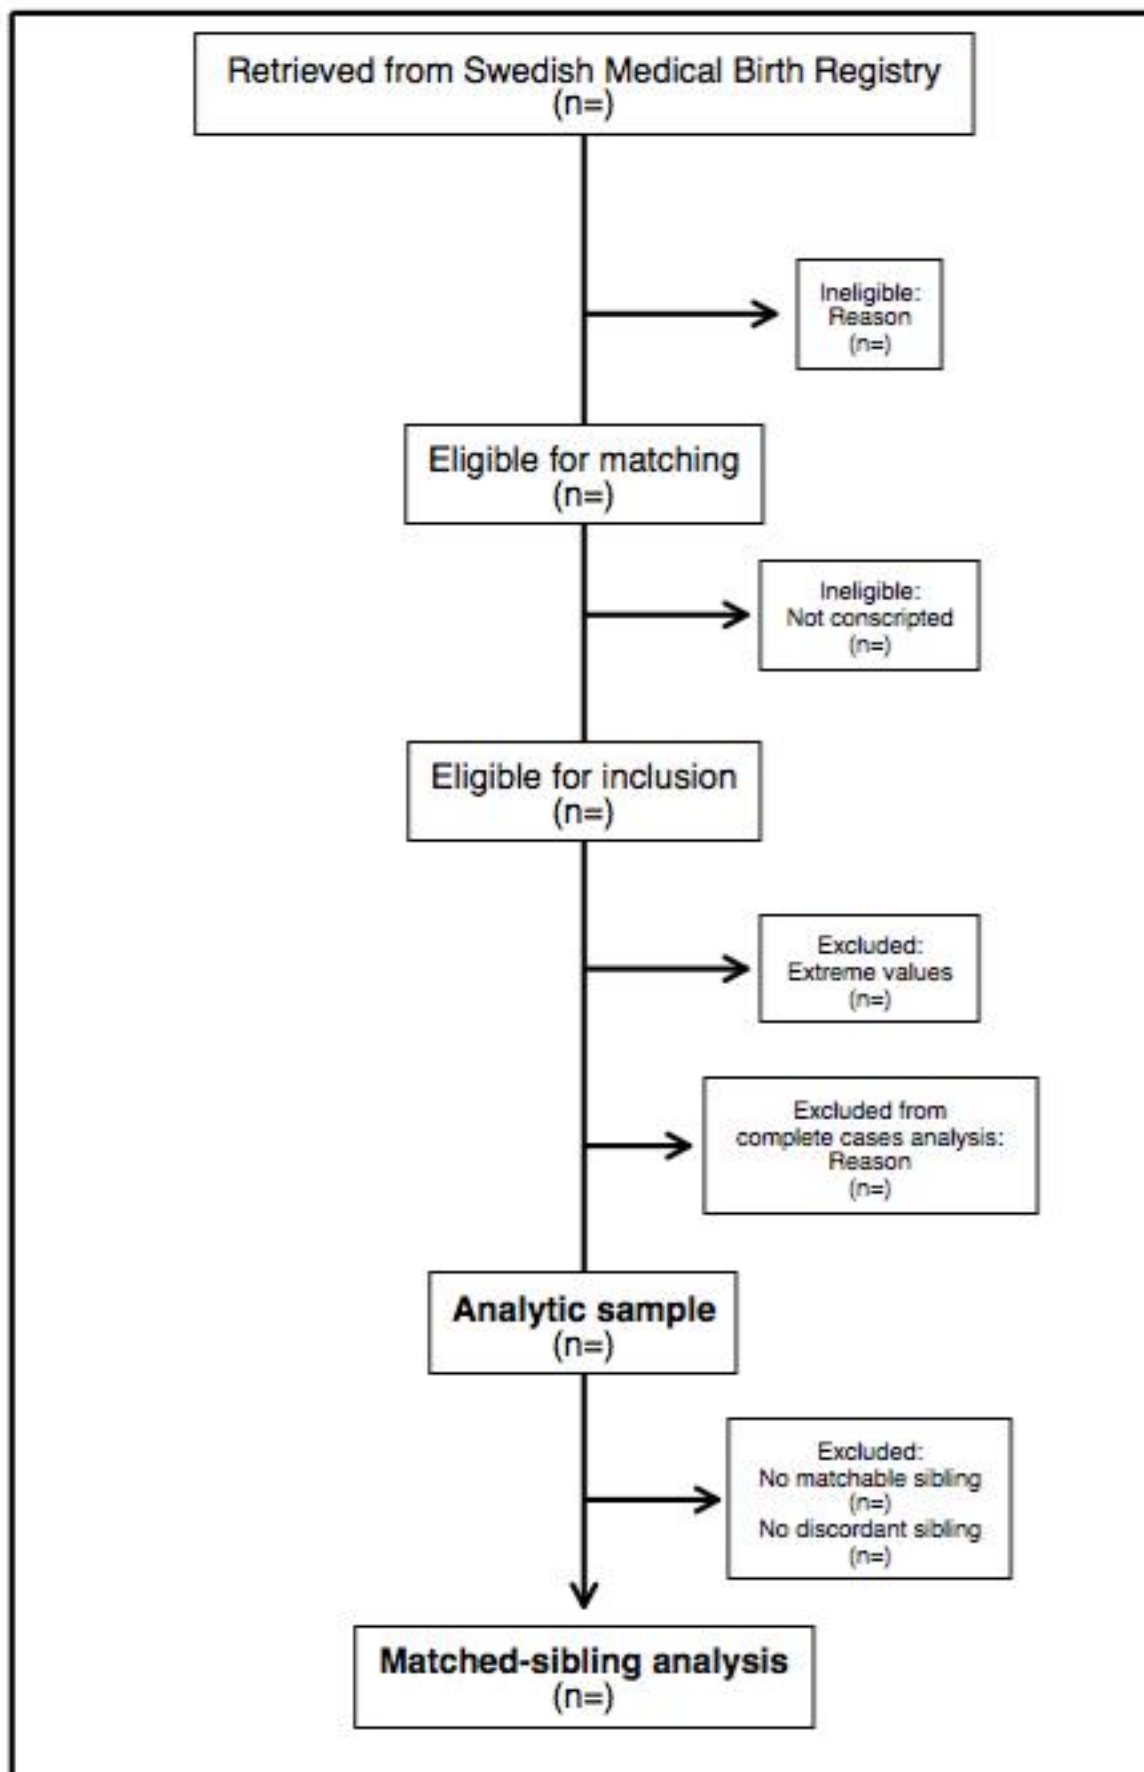 Retrieved from Swedish Medical Birth Registry
(n=)
Ineligible:
Reason
(n=)
Eligible for matching
(n=)
Ineligible:
Not conscripted
(n=)
Eligible for inclusion
(n=)
Excluded:
Extreme values
(n=)
Excluded from
complete cases analysis:
Reason
(n=)
Analytic sample
(n=)
Excluded:
No matchable sibling
(n=)
No discordant sibling
(n=)
Matched-sibling analysis
(n=)